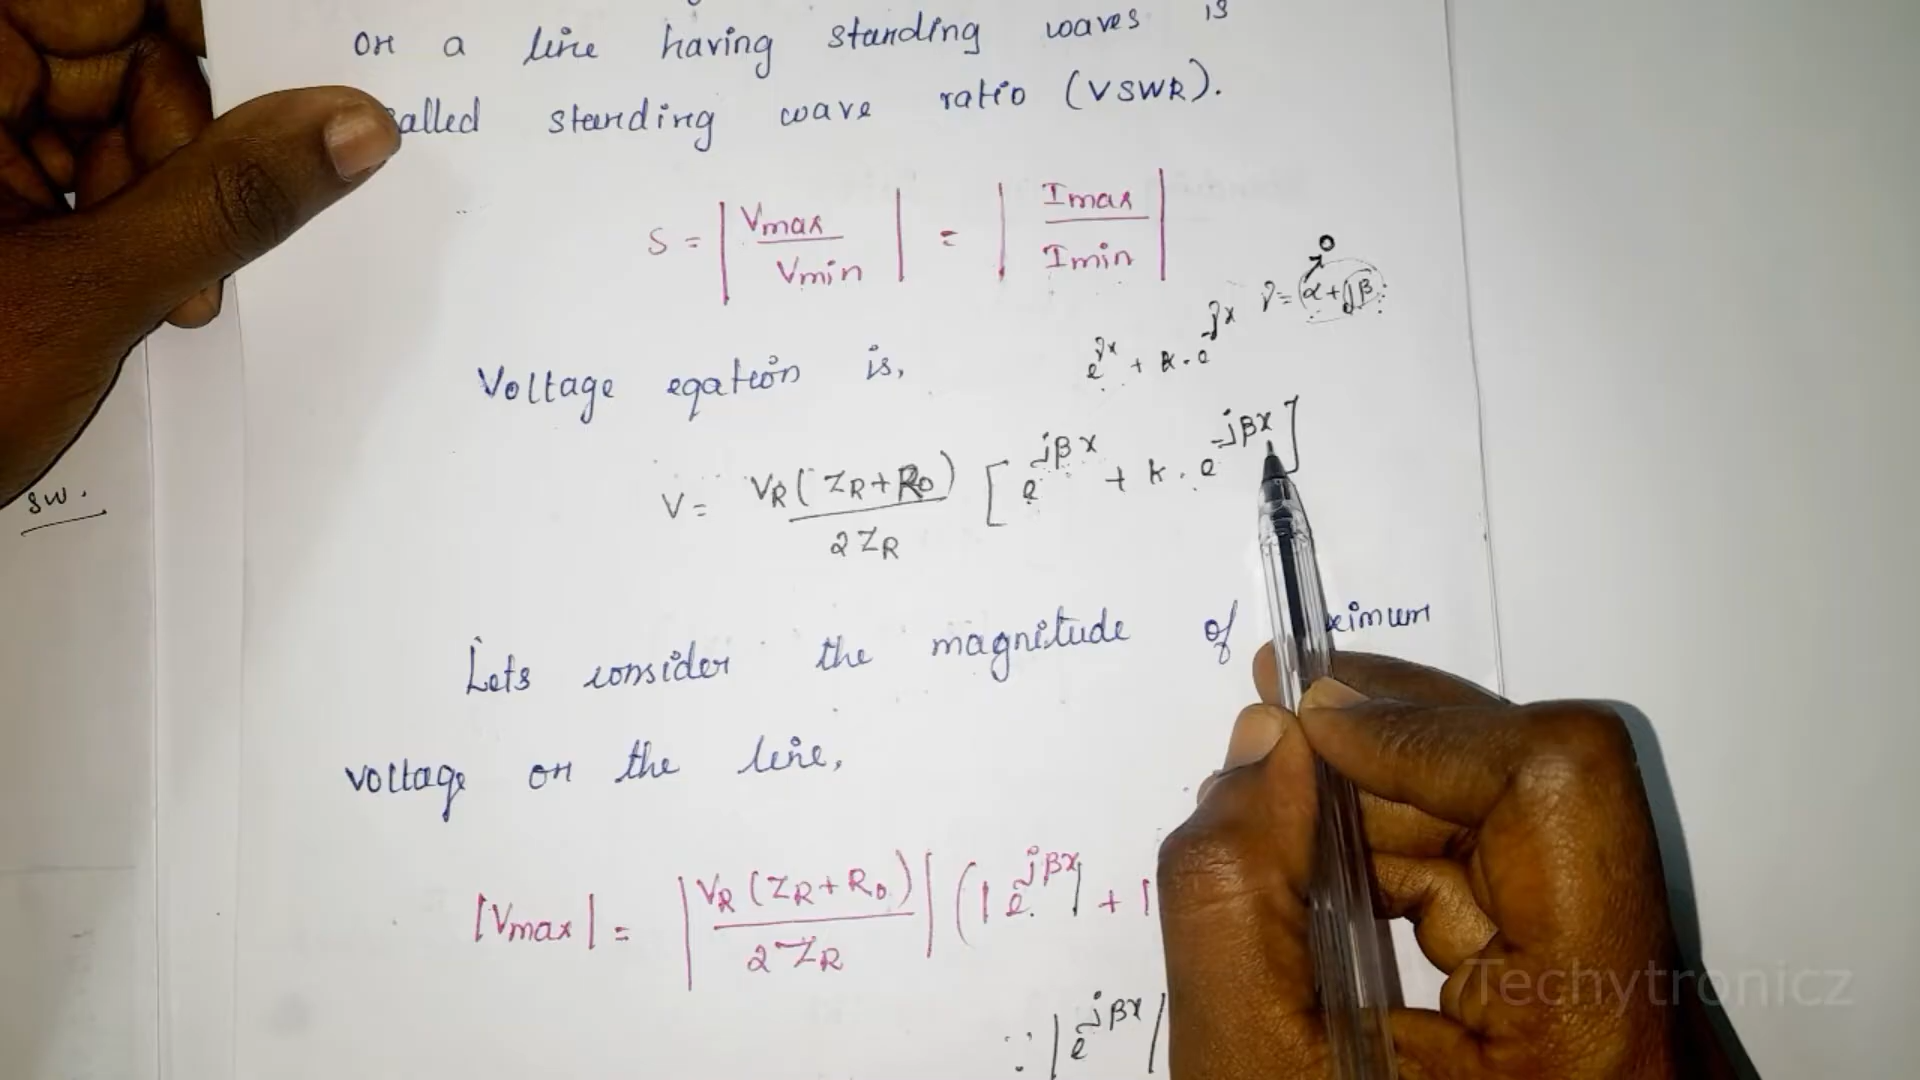 on a line having standing waves is
called standing wave ratio (VSWR).
S = | Vmax / Vmin | = | Imax / Imin |
γ = α + jβ
0
e^γx + k . e^-γx
Voltage eqation is,
V = VR ( ZR + R0 ) / 2ZR [ e^jβx + k . e^-jβx ]
SW.
Lets consider the magnitude of
voltage on the line,
|Vmax| = | VR ( ZR + R0 ) / 2ZR | ( | e^jβx | + |
∵ | e^jβx |
Techytronicz